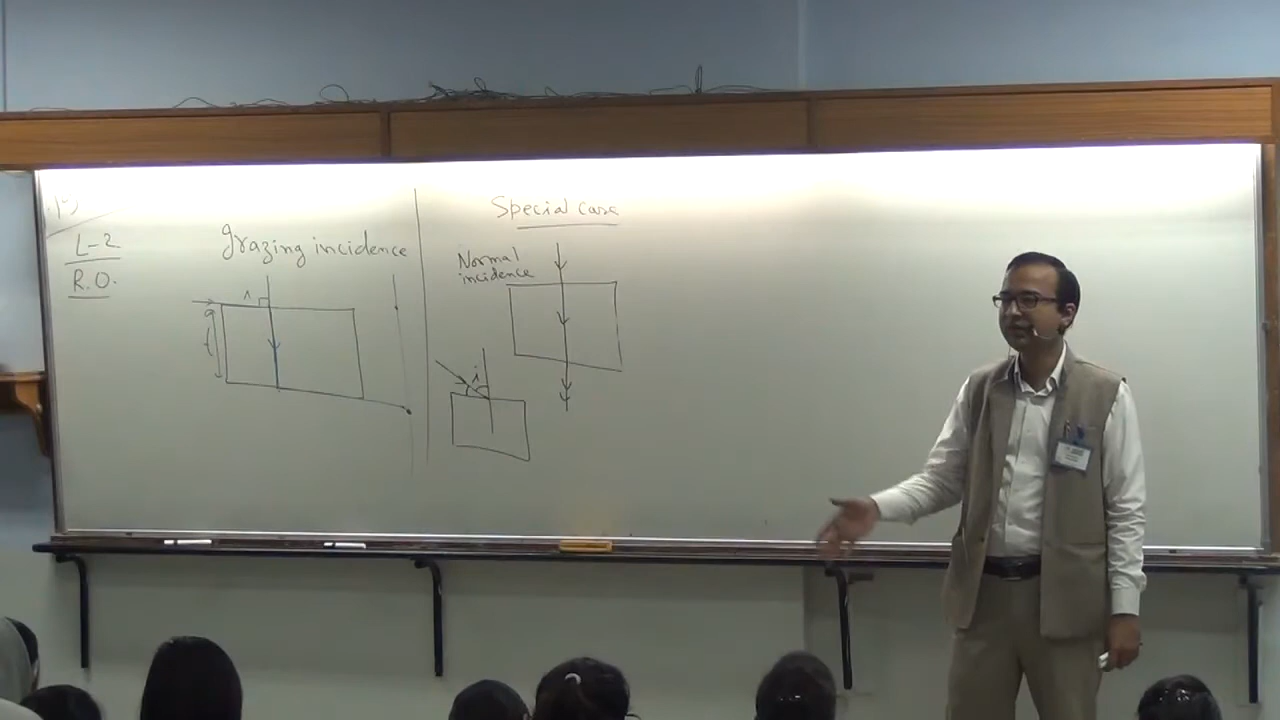 L-2
R.O.
Grazing incidence
t
Special case
Normal
incidence
i